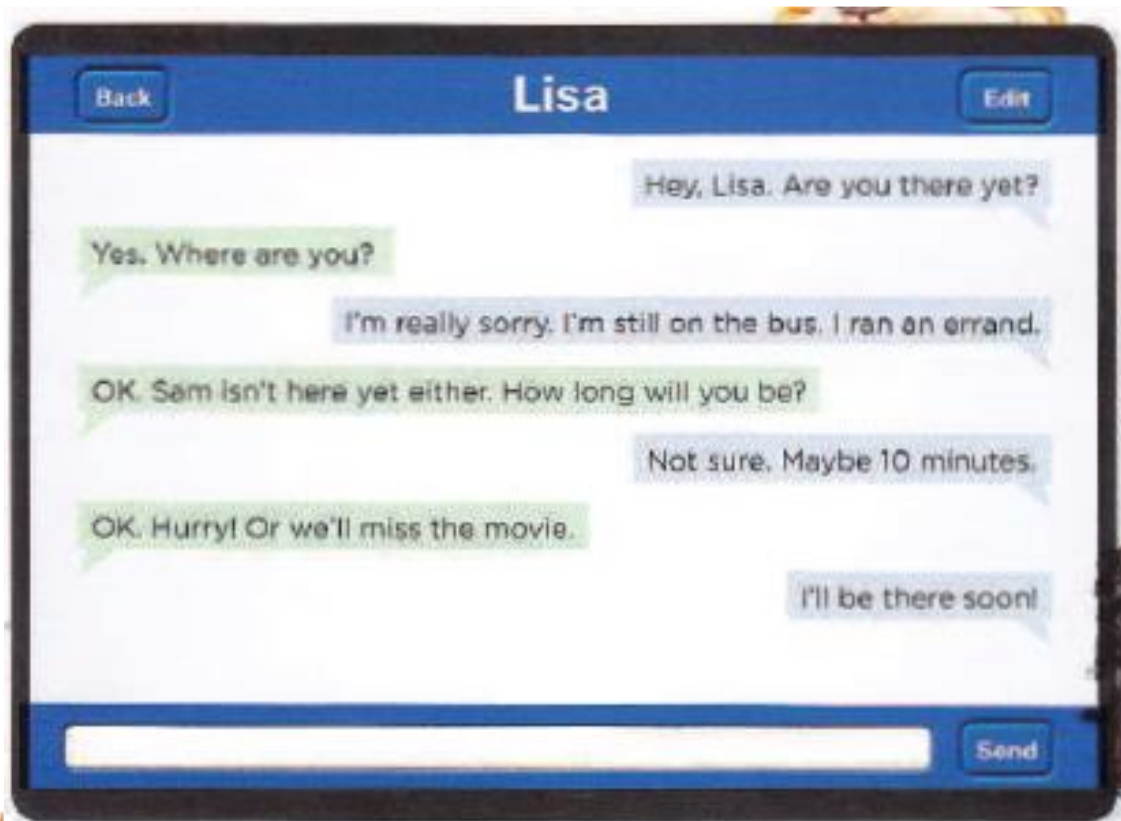 Back
Lisa
Edit
Hey, Lisa. Are you there yet?
Yes. Where are you?
I'm really sorry. I'm still on the bus. I ran an errand.
OK. Sam isn't here yet either. How long will you be?
Not sure. Maybe 10 minutes.
OK. Hurry! Or we'll miss the movie.
I'll be there soon!
Send